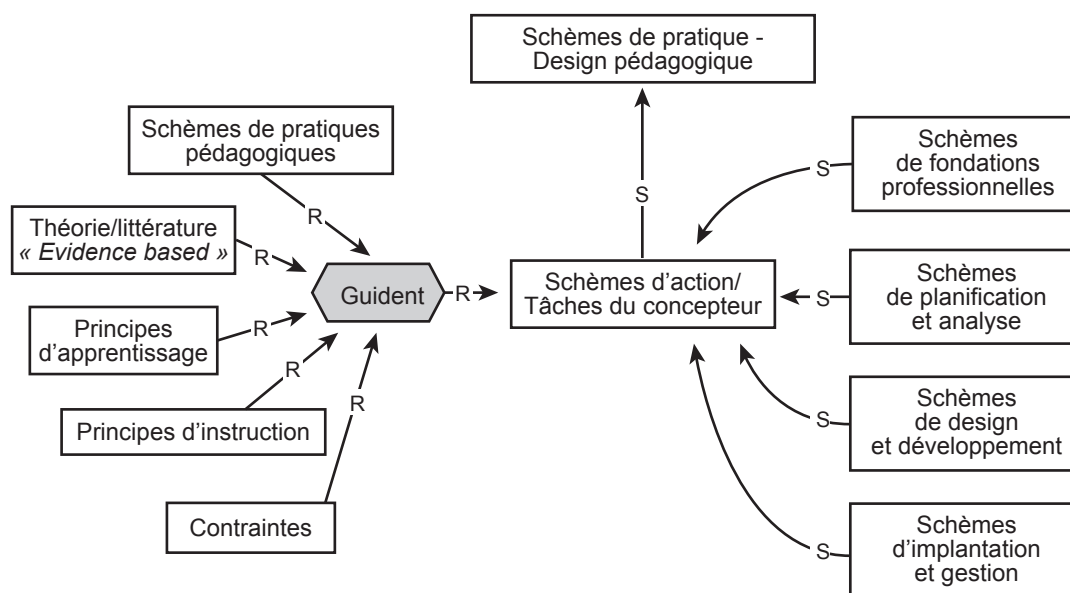 Schèmes de pratique -
Design pédagogique
Schèmes de pratiques
pédagogiques
R
Théorie/littérature
« Evidence based »
R
Principes
d'apprentissage
R
Principes d'instruction
R
Contraintes
R
Guident
R
Schèmes d'action/
Tâches du concepteur
S
Schèmes
de fondations
professionnelles
S
Schèmes
de planification
et analyse
S
Schèmes
de design
et développement
S
Schèmes
d'implantation
et gestion
S